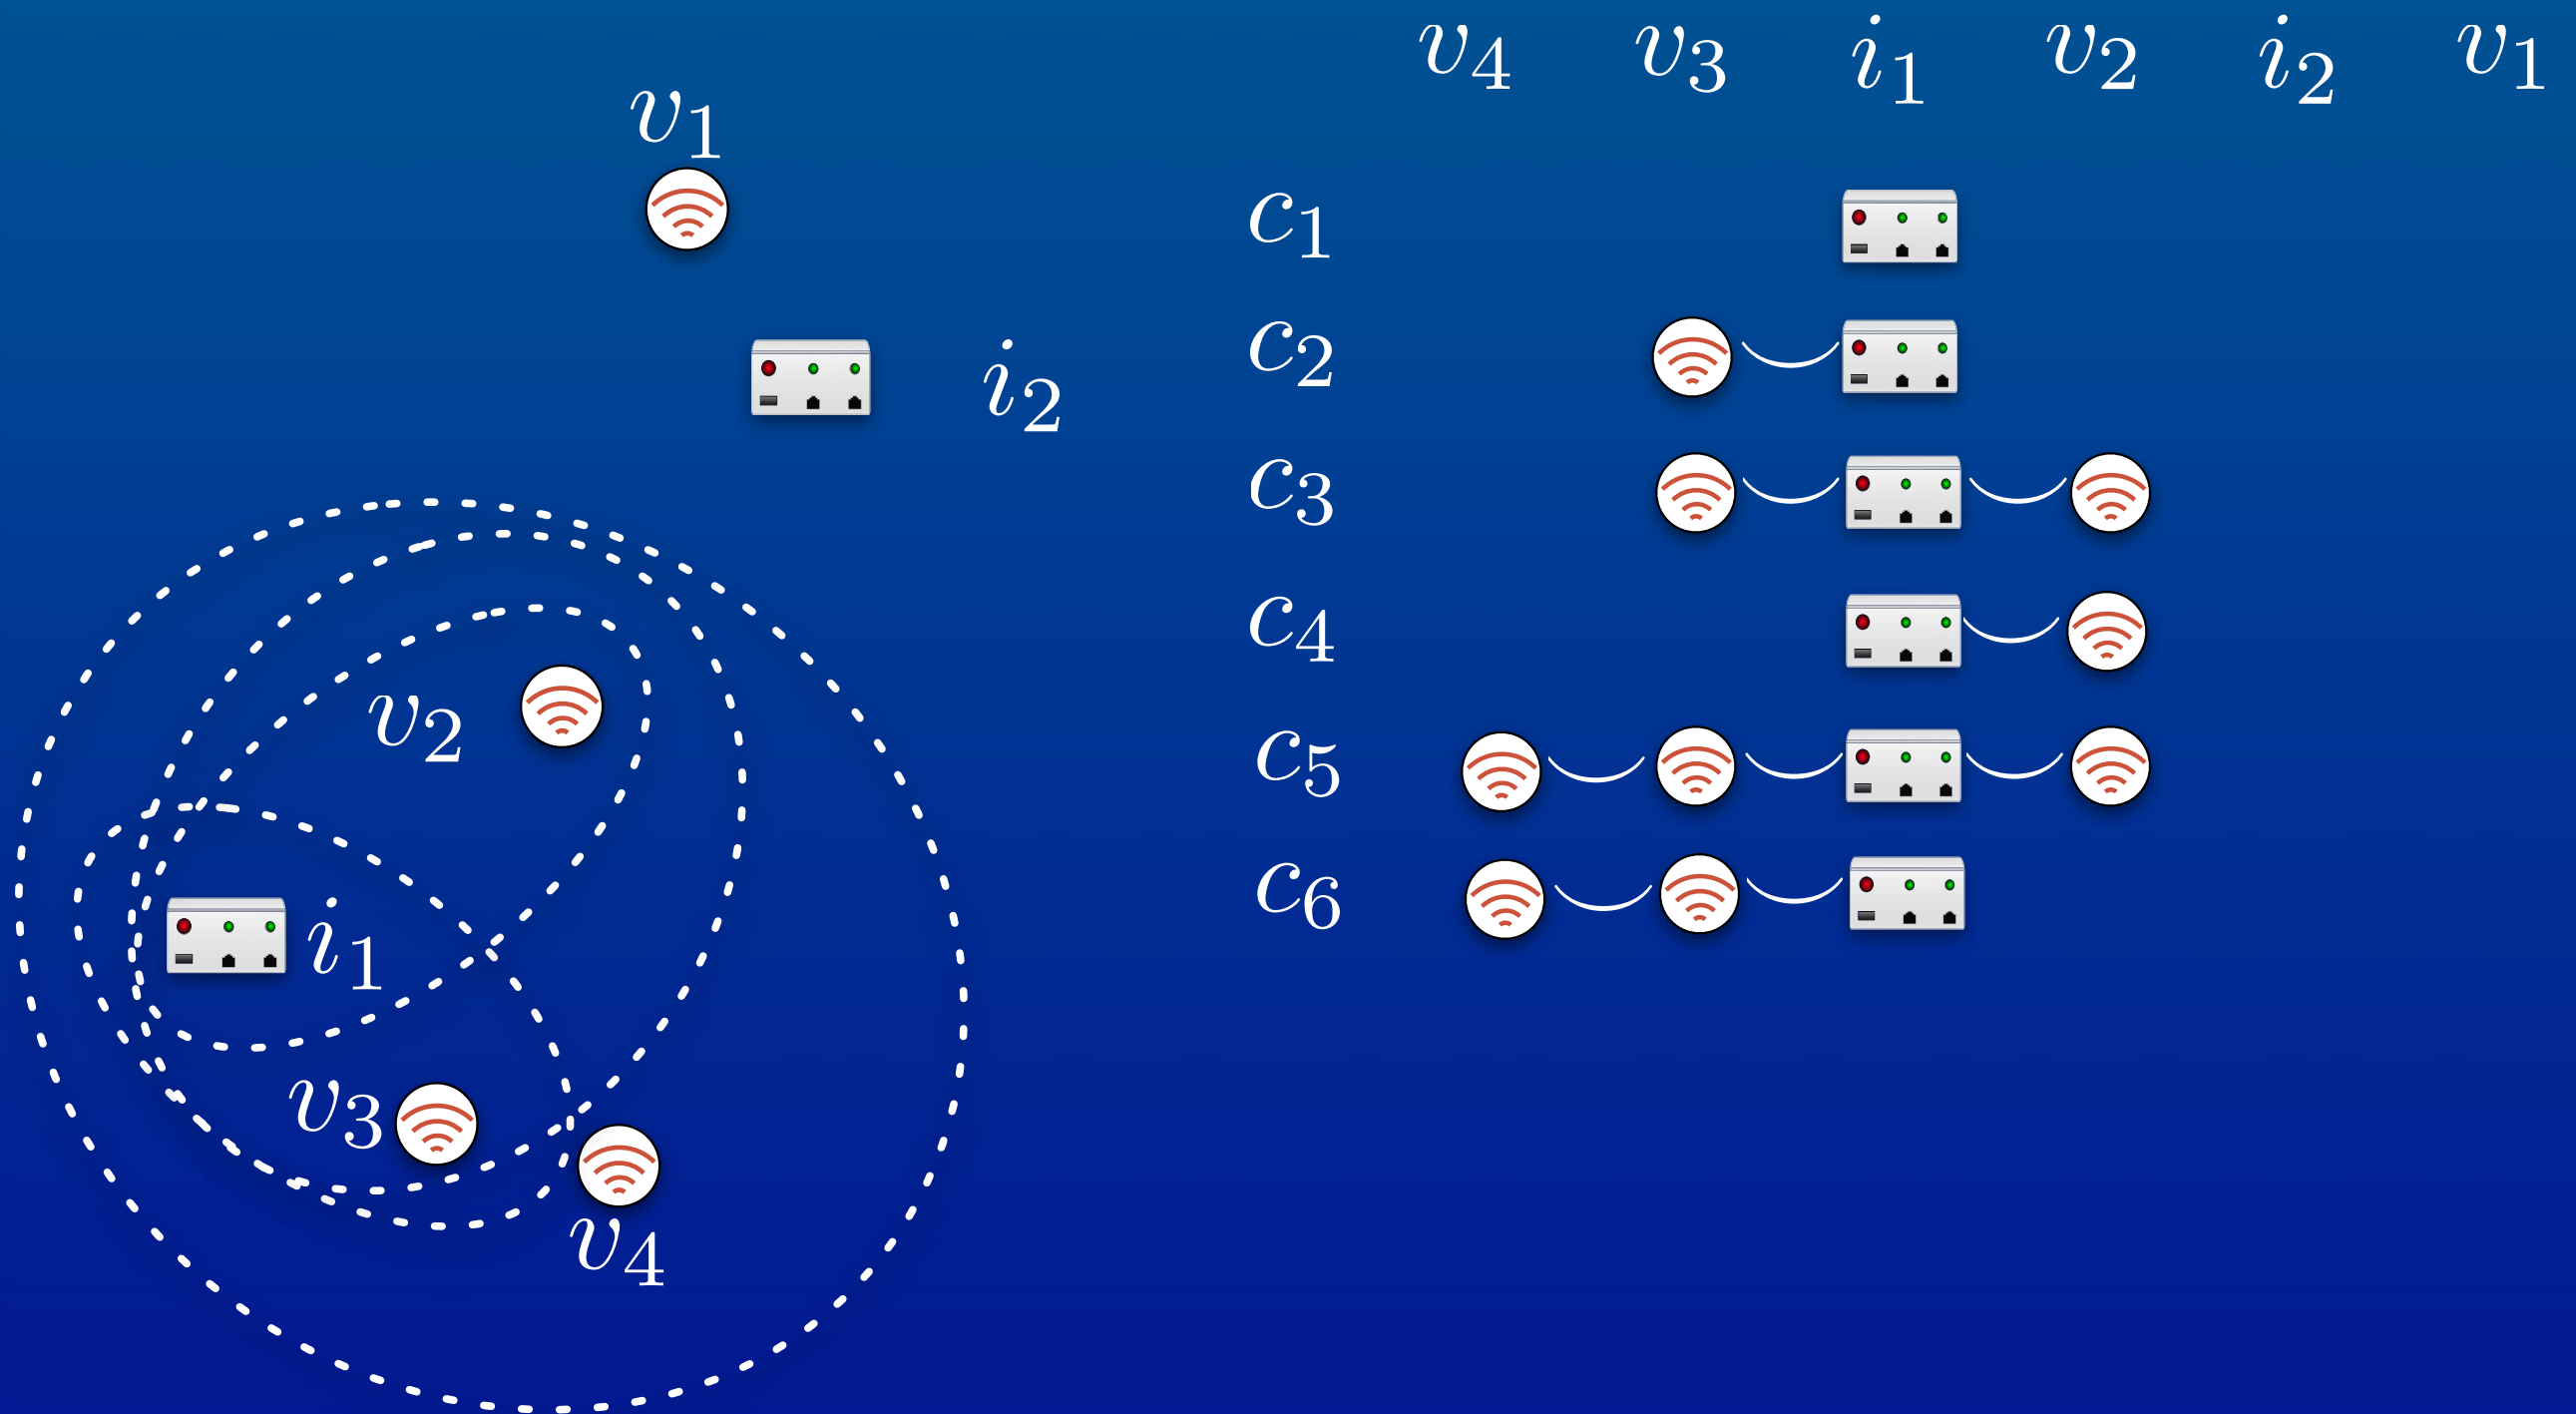 v₄ v₃ i₁ v₂ i₂ v₁
v₁
c₁
i₂
c₂
c₃
c₄
v₂
c₅
c₆
i₁
v₃
v₄